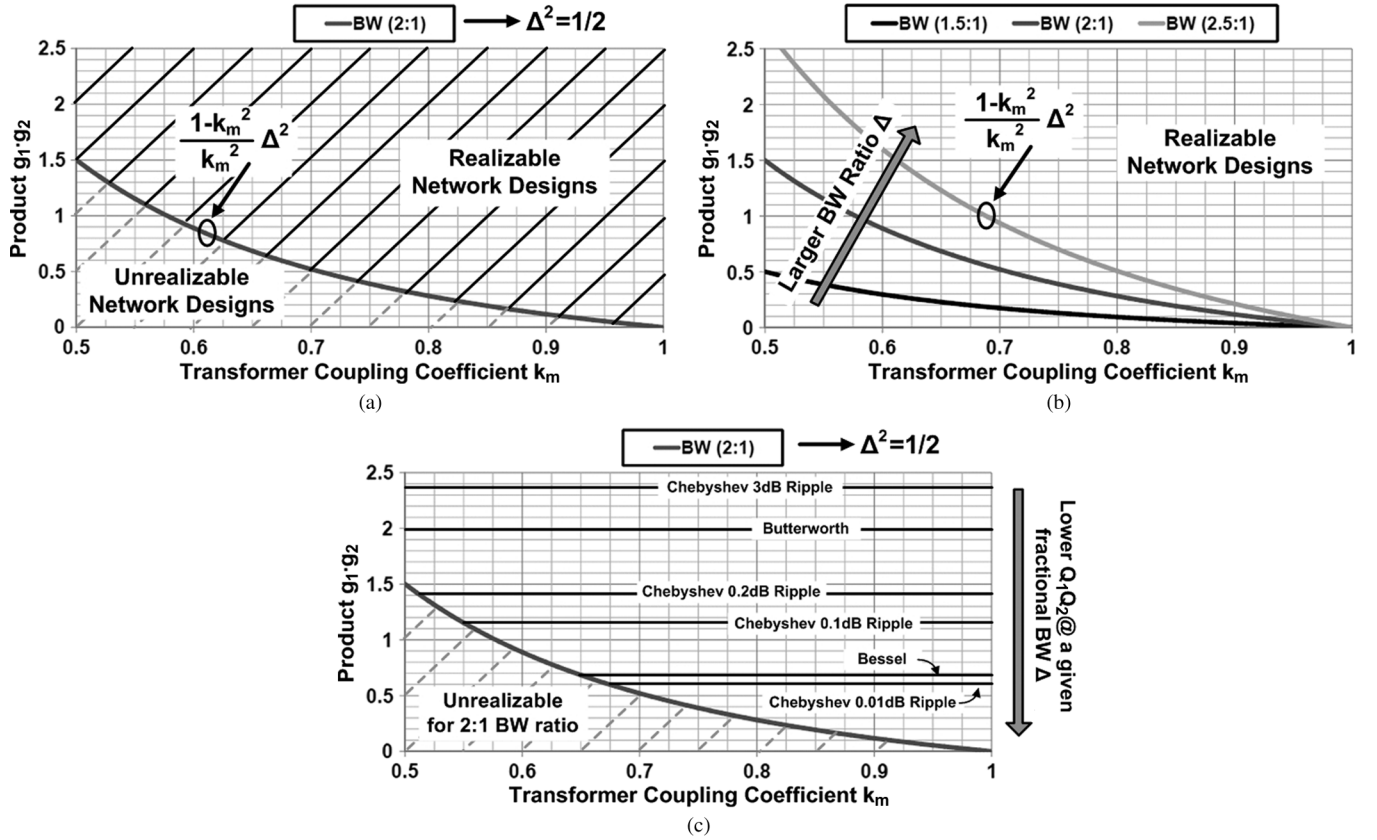 BW (2:1)
Δ²=1/2
2.5
2
1.5
1
0.5
0
Product g₁·g₂
1-kₘ²
kₘ²
Δ²
Realizable
Network Designs
Unrealizable
Network Designs
0.5 0.6 0.7 0.8 0.9 1
Transformer Coupling Coefficient kₘ
(a)
BW (1.5:1) BW (2:1) BW (2.5:1)
2.5
2
1.5
1
0.5
0
Product g₁·g₂
Larger BW Ratio Δ
1-kₘ²
kₘ²
Δ²
Realizable
Network Designs
0.5 0.6 0.7 0.8 0.9 1
Transformer Coupling Coefficient kₘ
(b)
BW (2:1)
Δ²=1/2
2.5
2
1.5
1
0.5
0
Product g₁·g₂
Chebyshev 3dB Ripple
Butterworth
Chebyshev 0.2dB Ripple
Chebyshev 0.1dB Ripple
Bessel
Chebyshev 0.01dB Ripple
Unrealizable
for 2:1 BW ratio
Lower Q₁Q₂@ a given
fractional BW Δ
0.5 0.6 0.7 0.8 0.9 1
Transformer Coupling Coefficient kₘ
(c)